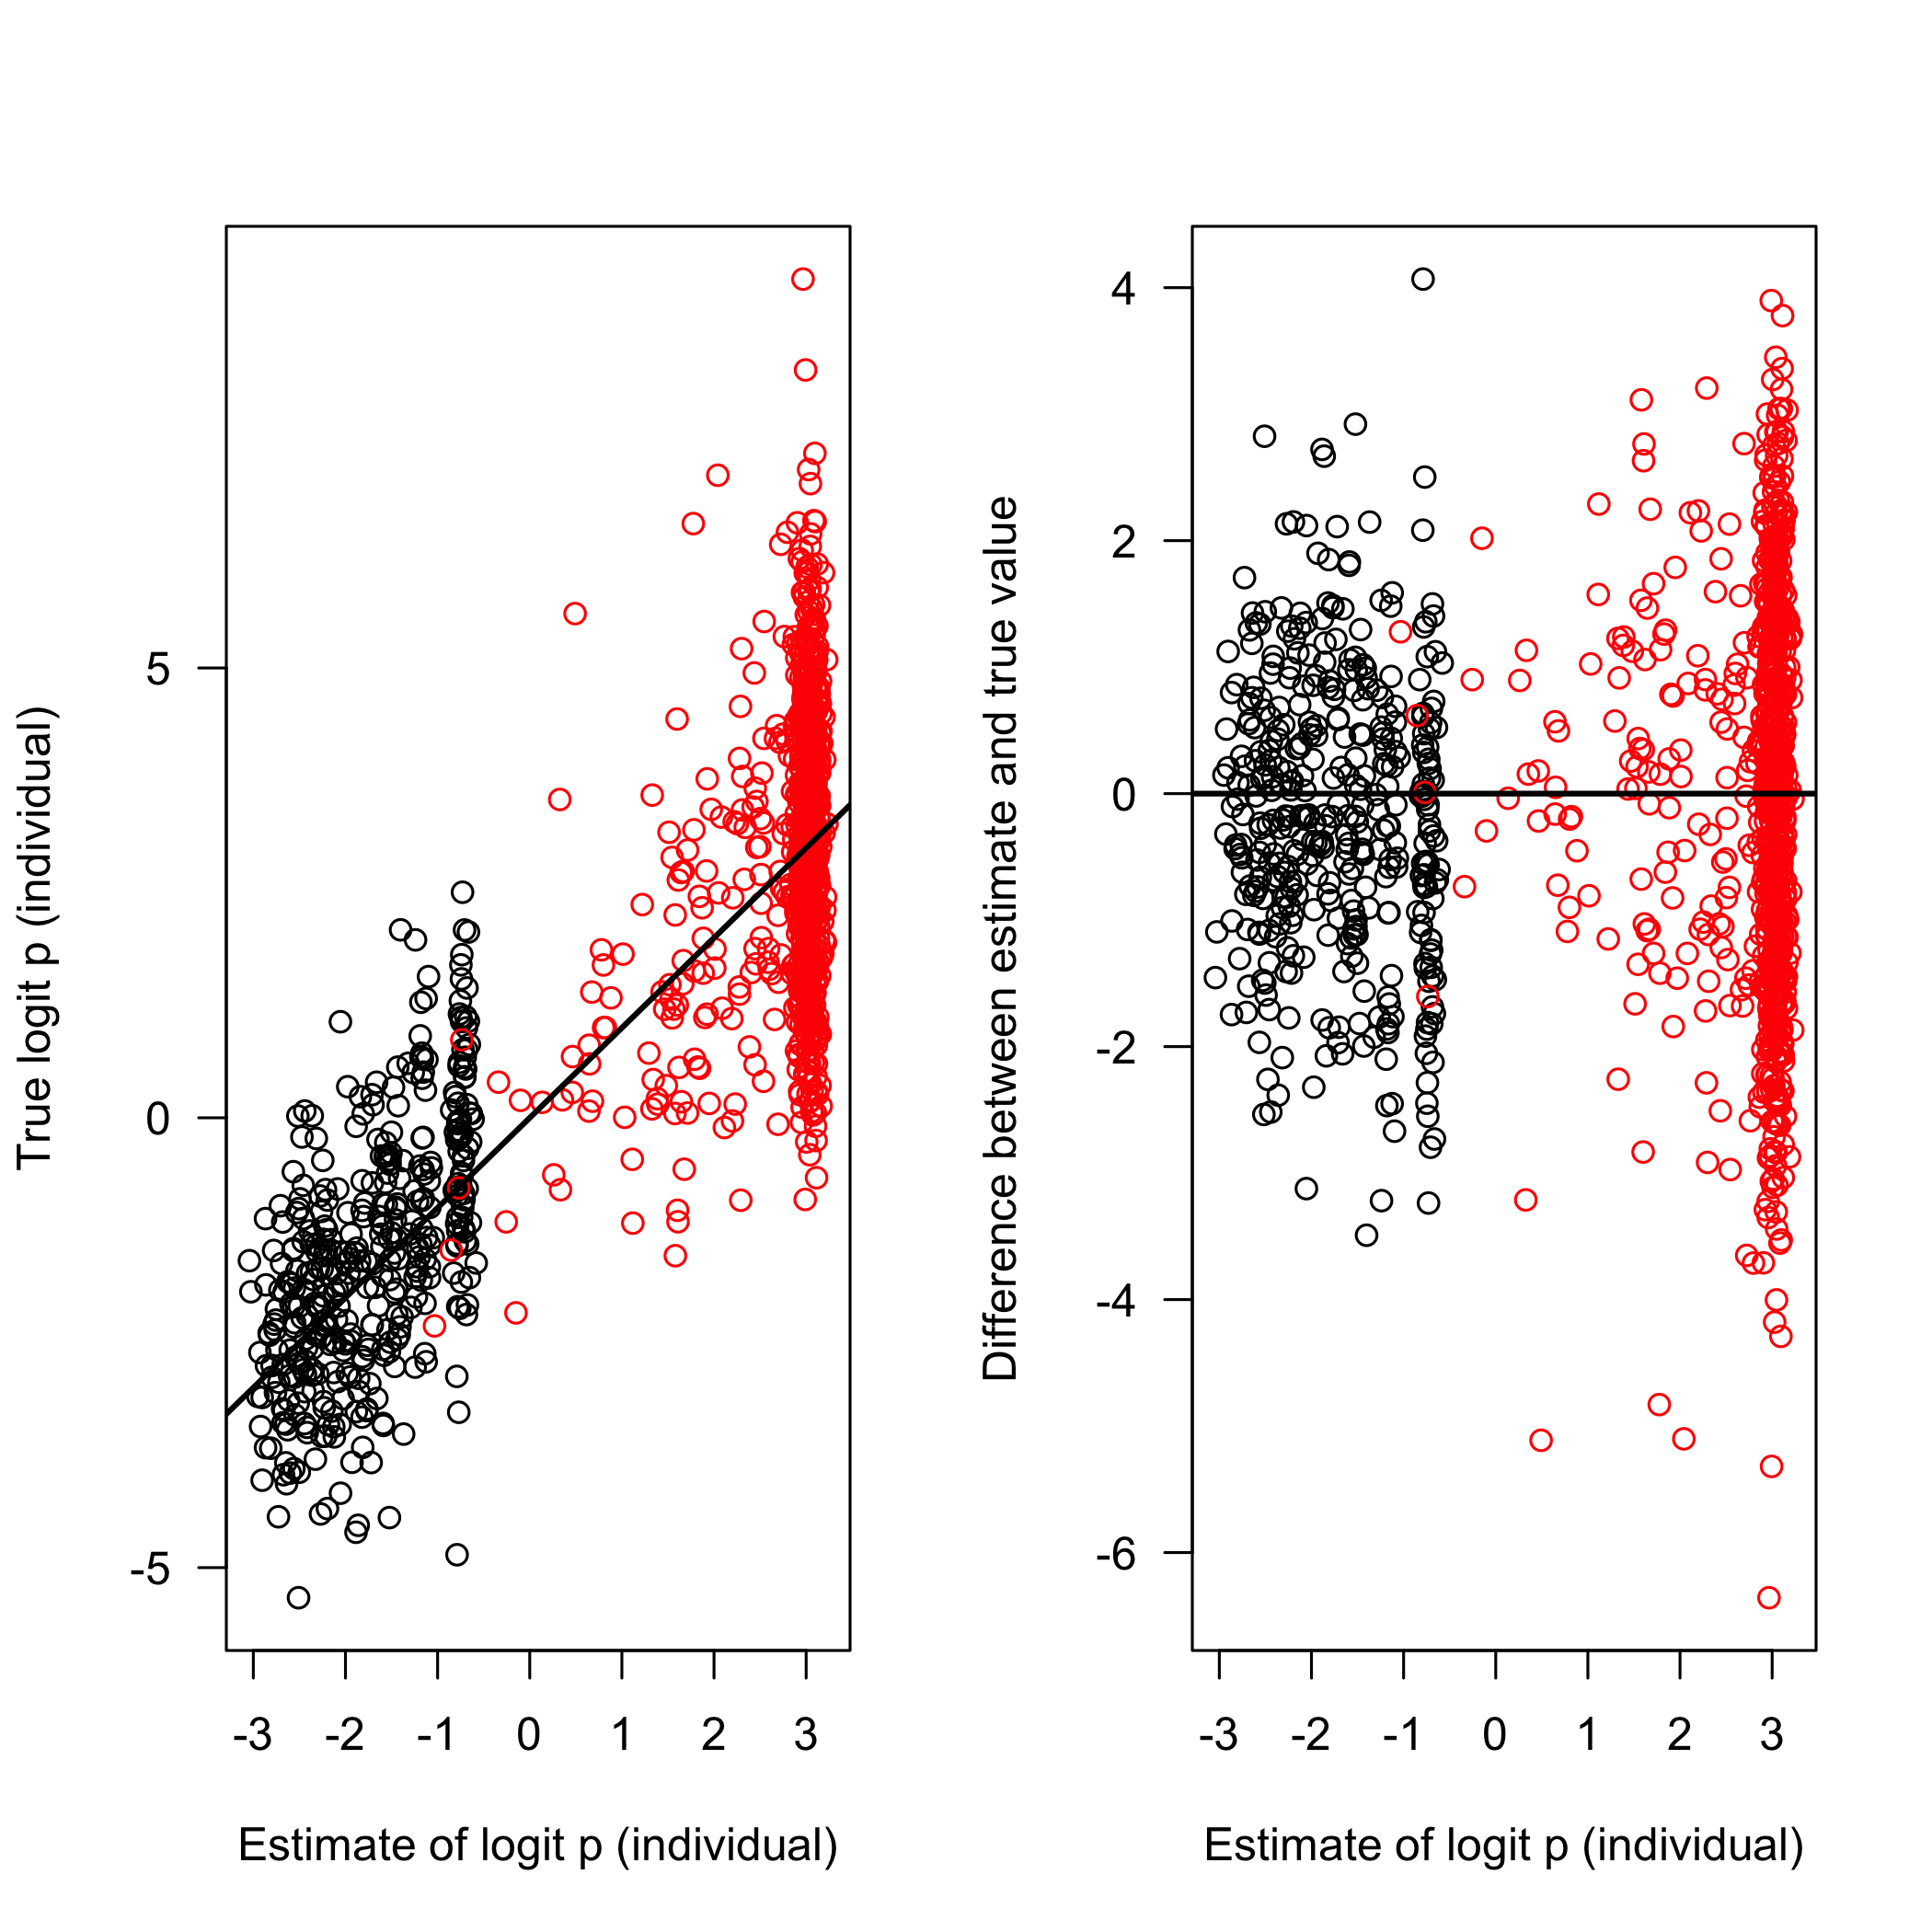 True logit p (individual)
5
0
-5
-3 -2 -1 0 1 2 3
Estimate of logit p (individual)
Difference between estimate and true value
4
2
0
-2
-4
-6
-3 -2 -1 0 1 2 3
Estimate of logit p (individual)